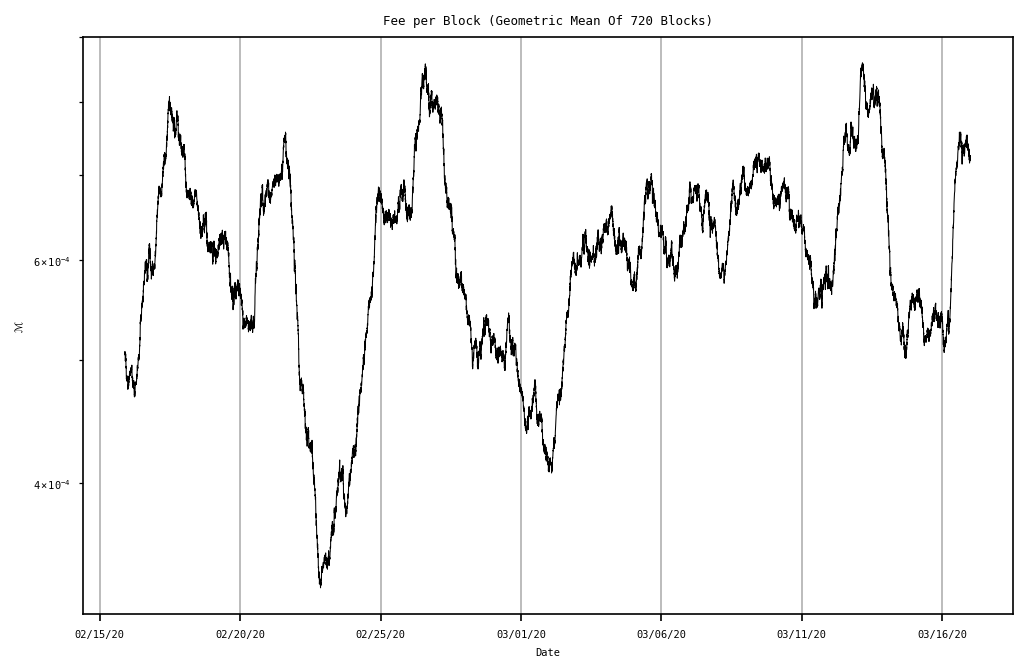 Fee per Block (Geometric Mean Of 720 Blocks)
ℳ
6×10⁻⁴
4×10⁻⁴
02/15/20 02/20/20 02/25/20 03/01/20 03/06/20 03/11/20 03/16/20
Date